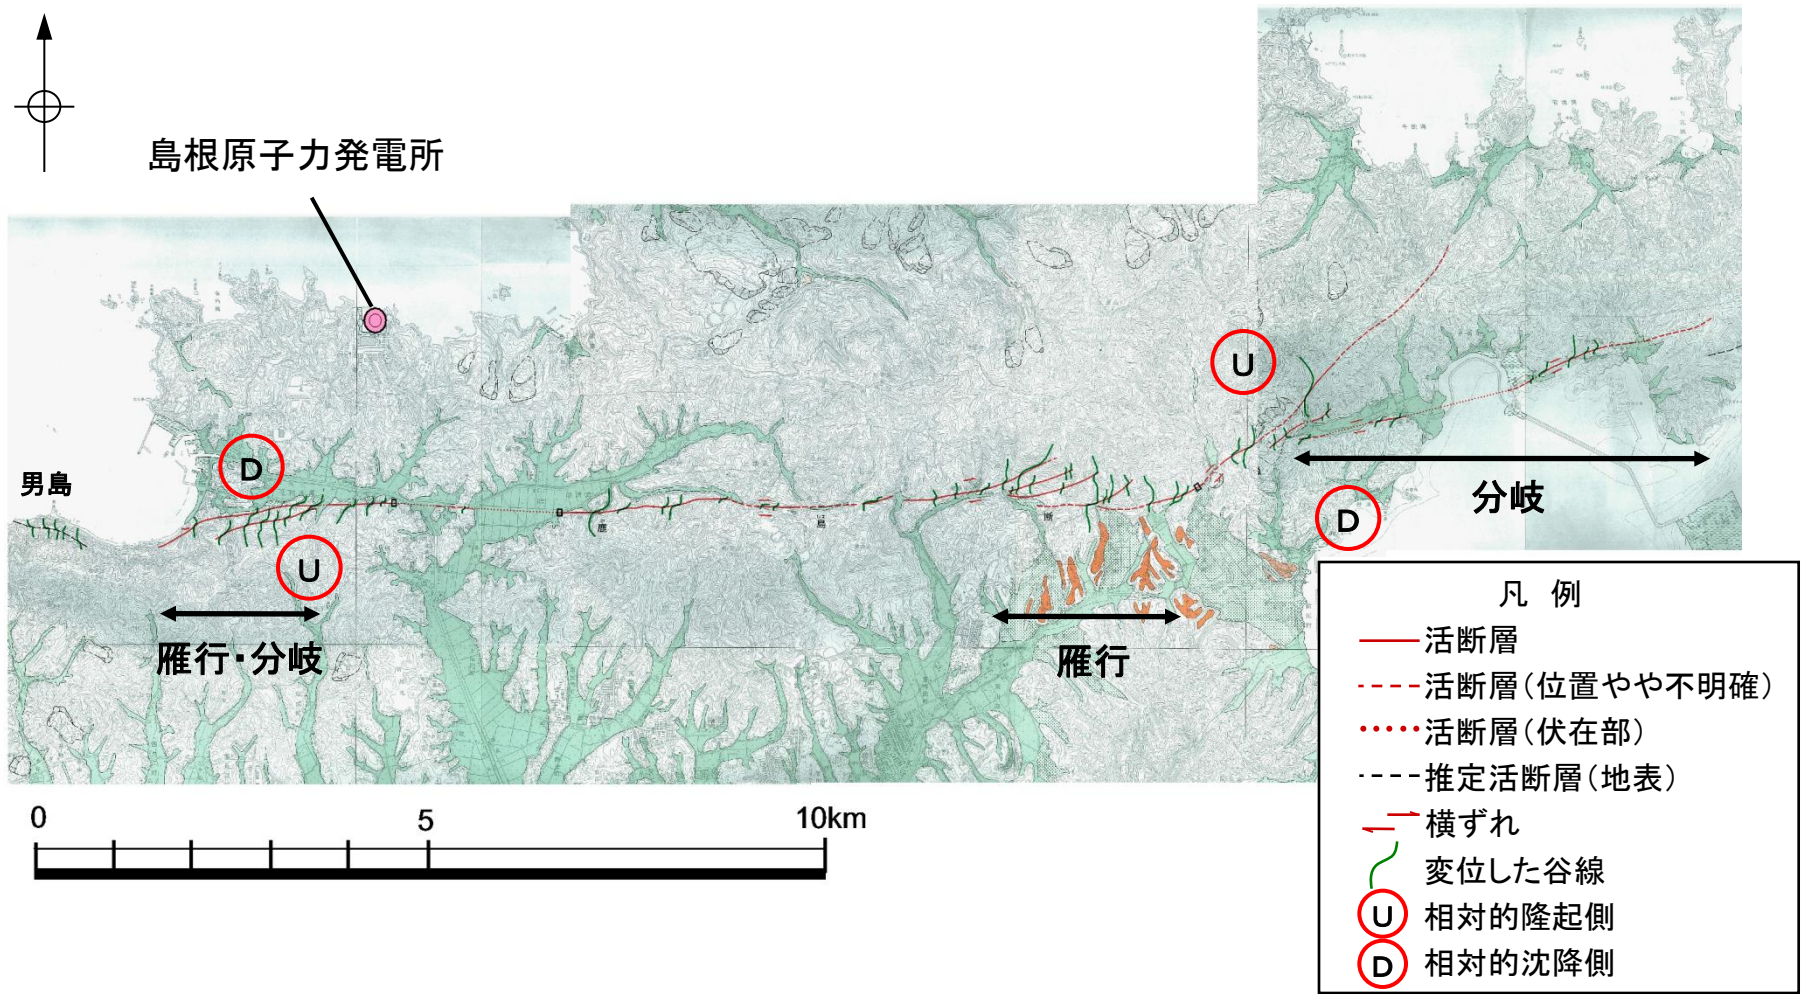 島根原子力発電所
U
D
男島
D
U
分岐
雁行・分岐
雁行
凡 例
活断層
活断層(位置やや不明確)
活断層(伏在部)
推定活断層(地表)
横ずれ
変位した谷線
U 相対的隆起側
D 相対的沈降側
0 5 10km